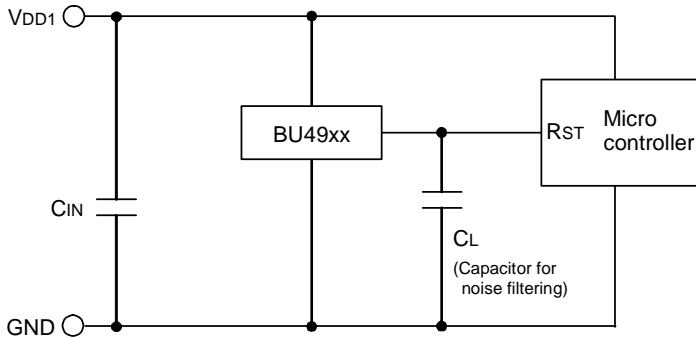 VDD1
BU49xx
RST
Micro
controller
CIN
CL
(Capacitor for
noise filtering)
GND